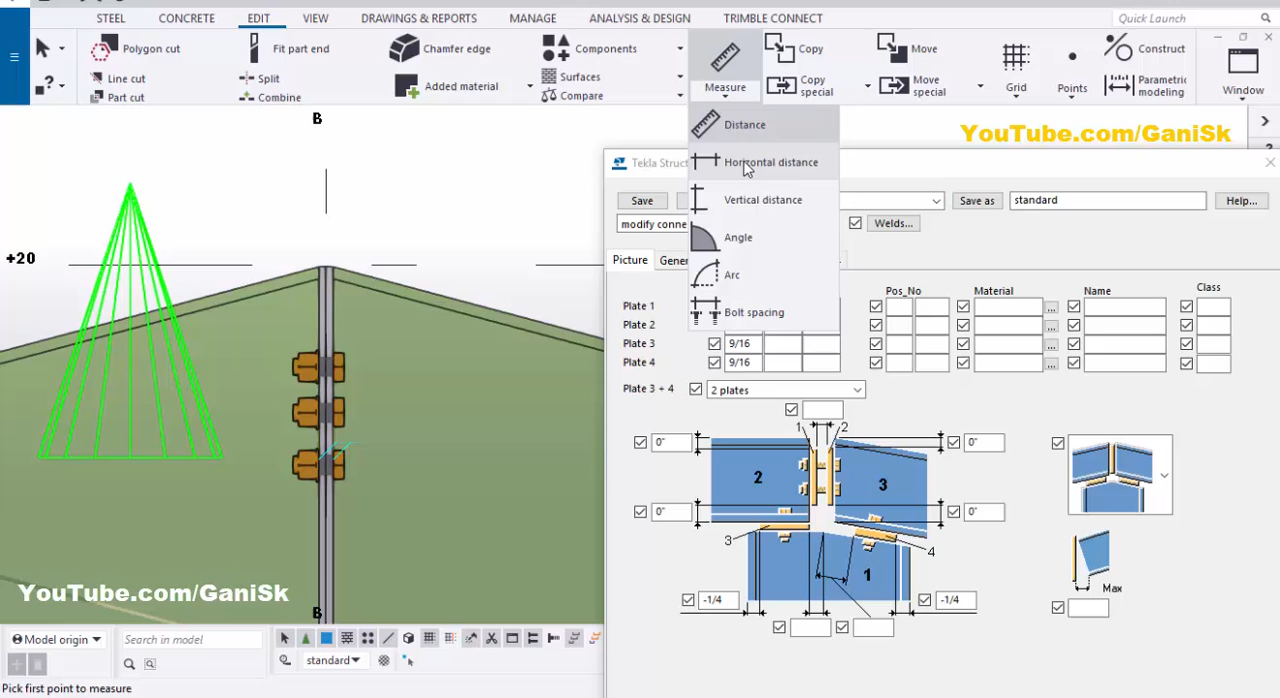 STEEL CONCRETE EDIT VIEW DRAWINGS & REPORTS MANAGE ANALYSIS & DESIGN TRIMBLE CONNECT Quick Launch
Polygon cut Fit part end Chamfer edge Components Measure Copy Move Grid Points Construct Window
Line cut Split Added material Surfaces Copy special Move special Parametric modeling
Part cut Combine Compare
B
Distance
YouTube.com/GaniSk
Horizontal distance
Tekla Struct
Vertical distance
Save Save as standard Help...
modify conne Welds...
Angle
+20
Picture Gener
Arc
Bolt spacing
Pos_No Material Name Class
Plate 1
Plate 2
Plate 3 9/16
Plate 4 9/16
... ... ... ...
Plate 3 + 4 2 plates
1 2
0" 0"
2 3
0" 0"
3 4
1
Max
-1/4 -1/4
YouTube.com/GaniSk
B
Model origin Search in model
standard
Pick first point to measure